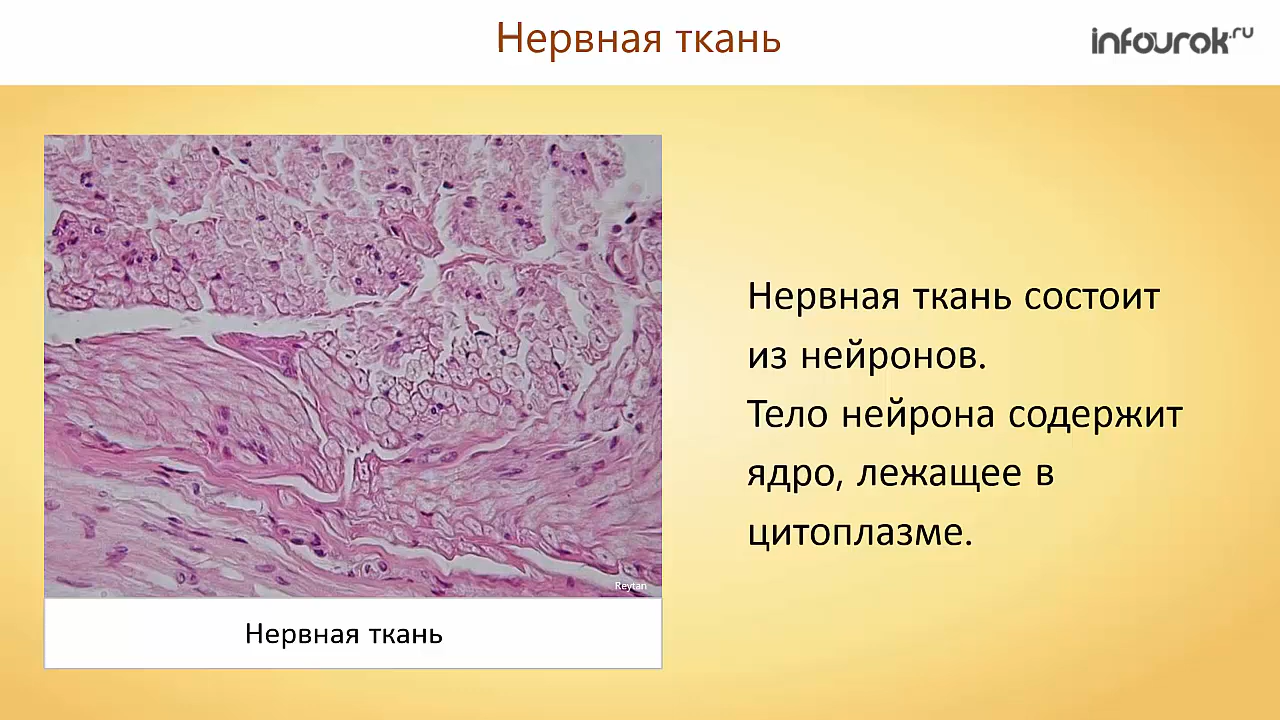 Нервная ткань
infourok.ru
Нервная ткань состоит
из нейронов.
Тело нейрона содержит
ядро, лежащее в
цитоплазме.
Reytan
Нервная ткань